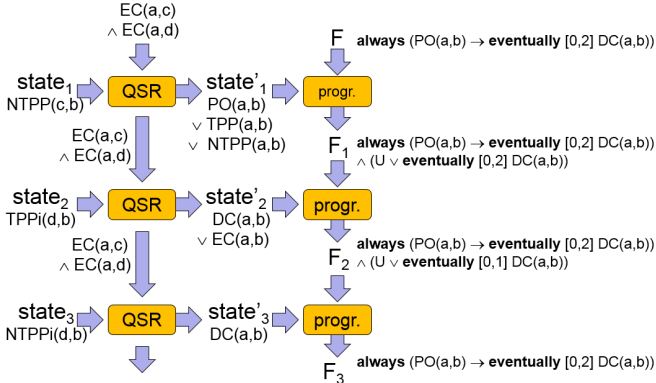 EC(a,c)
∧ EC(a,d)
F always (PO(a,b) → eventually [0,2] DC(a,b))
state₁ QSR state'₁ progr.
NTPP(c,b) PO(a,b)
∨ TPP(a,b)
∨ NTPP(a,b)
EC(a,c)
∧ EC(a,d)
F₁ always (PO(a,b) → eventually [0,2] DC(a,b))
∧ (U ∨ eventually [0,2] DC(a,b))
state₂ QSR state'₂ progr.
TPPi(d,b) DC(a,b)
∨ EC(a,b)
EC(a,c)
∧ EC(a,d)
F₂ always (PO(a,b) → eventually [0,2] DC(a,b))
∧ (U ∨ eventually [0,1] DC(a,b))
state₃ QSR state'₃ progr.
NTPPi(d,b) DC(a,b)
F₃ always (PO(a,b) → eventually [0,2] DC(a,b))